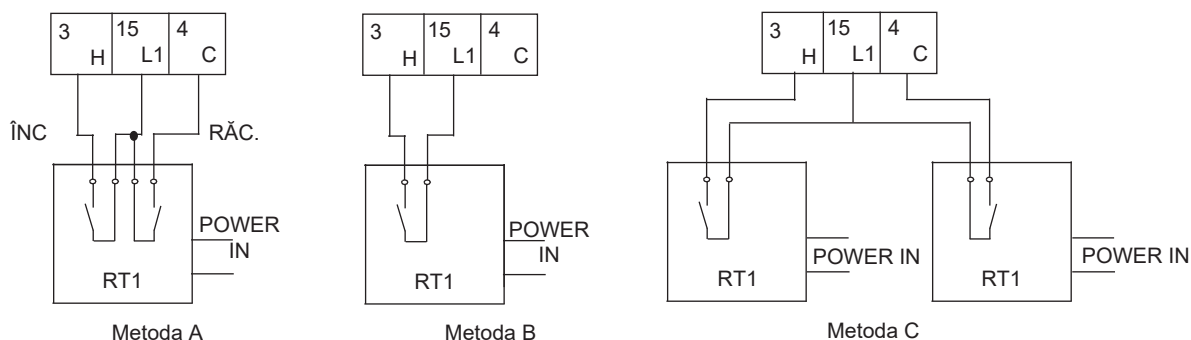 3 15 4
H L1 C
ÎNC RĂC.
POWER
IN
RT1
Metoda A
3 15 4
H L1 C
POWER
IN
RT1
Metoda B
3 15 4
H L1 C
POWER IN
RT1
POWER IN
RT1
Metoda C